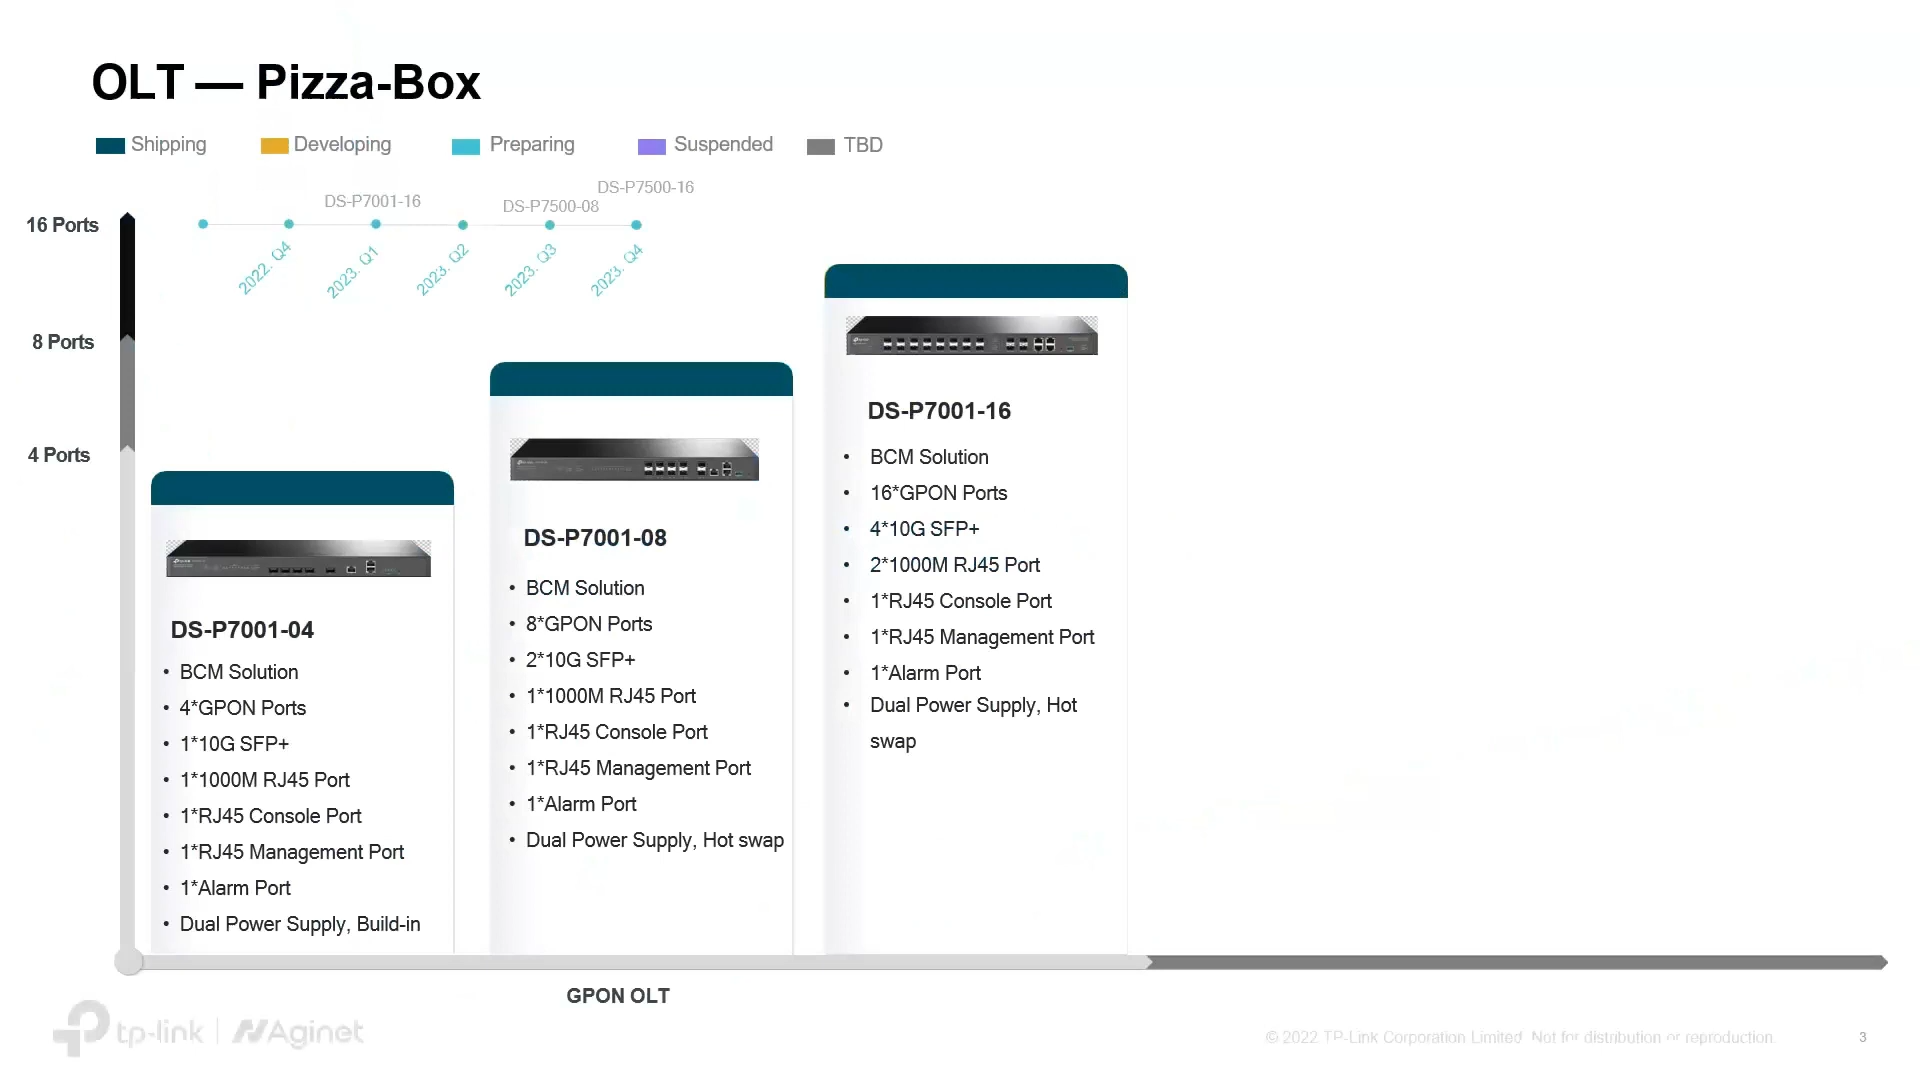 OLT — Pizza-Box
Shipping
Developing
Preparing
Suspended
TBD
DS-P7001-16
DS-P7500-08
DS-P7500-16
2022. Q4
2023. Q1
2023. Q2
2023. Q3
2023. Q4
16 Ports
8 Ports
4 Ports
DS-P7001-04
• BCM Solution
• 4*GPON Ports
• 1*10G SFP+
• 1*1000M RJ45 Port
• 1*RJ45 Console Port
• 1*RJ45 Management Port
• 1*Alarm Port
• Dual Power Supply, Build-in
DS-P7001-08
• BCM Solution
• 8*GPON Ports
• 2*10G SFP+
• 1*1000M RJ45 Port
• 1*RJ45 Console Port
• 1*RJ45 Management Port
• 1*Alarm Port
• Dual Power Supply, Hot swap
DS-P7001-16
• BCM Solution
• 16*GPON Ports
• 4*10G SFP+
• 2*1000M RJ45 Port
• 1*RJ45 Console Port
• 1*RJ45 Management Port
• 1*Alarm Port
• Dual Power Supply, Hot
swap
GPON OLT
tp-link | Aginet
© 2022 TP-Link Corporation Limited. Not for distribution or reproduction.
3